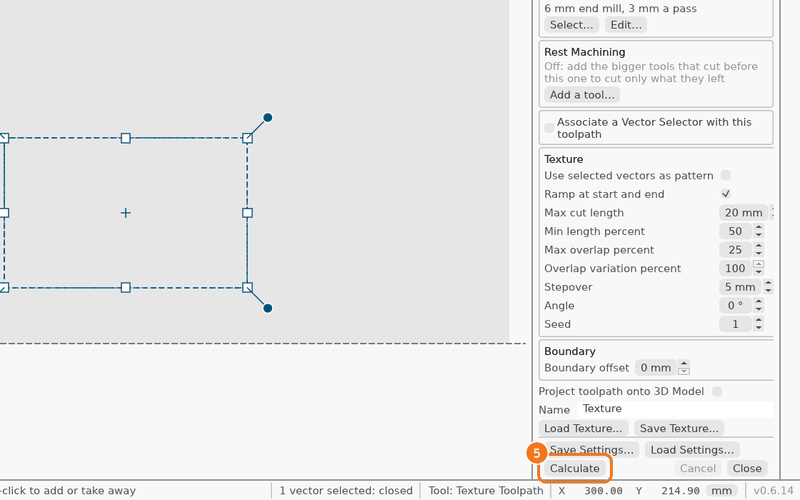 6 mm end mill, 3 mm a pass
Select... Edit...
Rest Machining
Off: add the bigger tools that cut before
this one to cut only what they left
Add a tool...
Associate a Vector Selector with this
toolpath
Texture
Use selected vectors as pattern
Ramp at start and end
Max cut length 20 mm
Min length percent 50
Max overlap percent 25
Overlap variation percent 100
Stepover 5 mm
Angle 0 °
Seed 1
Boundary
Boundary offset 0 mm
Project toolpath onto 3D Model
Name Texture
Load Texture... Save Texture...
5
Save Settings... Load Settings...
Calculate Cancel Close
-click to add or take away 1 vector selected: closed Tool: Texture Toolpath X 300.00 Y 214.90 mm v0.6.14